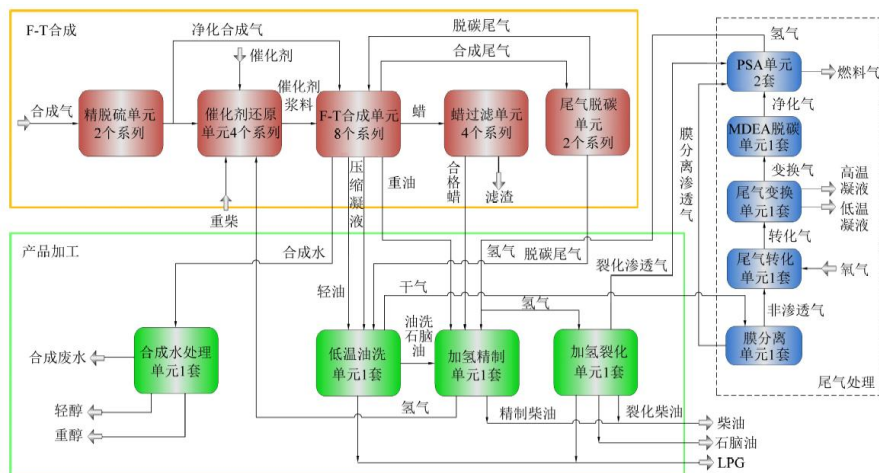 F-T合成
净化合成气
催化剂
脱碳尾气
合成尾气
氢气
合成气
精脱硫单元
2个系列
催化剂还原
单元4个系列
催化剂
浆料
F-T合成单元
8个系列
蜡
蜡过滤单元
4个系列
尾气脱碳
单元
2个系列
PSA单元
2套
燃料气
净化气
MDEA脱碳
单元1套
膜分离渗透气
变换气
尾气变换
单元1套
高温
凝液
低温
凝液
转化气
尾气转化
单元1套
氧气
非渗透气
膜分离
单元1套
尾气处理
重柴
压缩凝液
重油
合格蜡
滤渣
产品加工
合成水
轻油
氢气
脱碳尾气
裂化渗透气
干气
氢气
油洗
石脑
油
合成废水
合成水处理
单元1套
低温油洗
单元1套
加氢精制
单元1套
加氢裂化
单元1套
轻醇
重醇
氢气
精制柴油
裂化柴油
柴油
石脑油
LPG